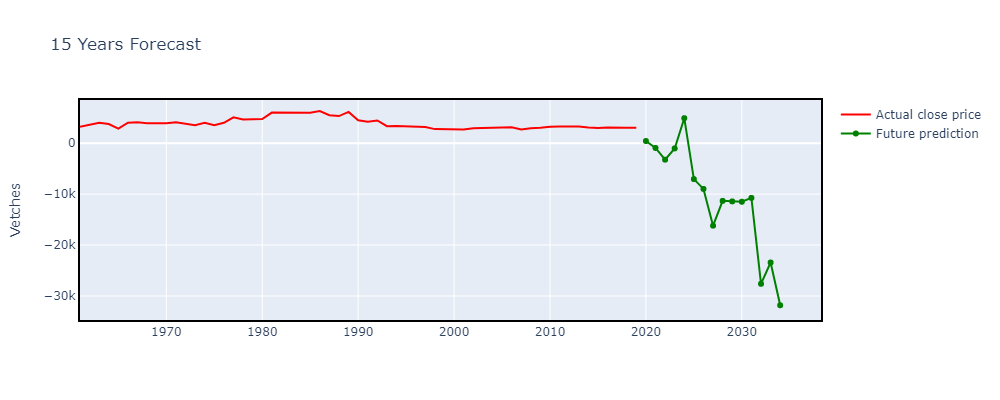 15 Years Forecast
Actual close price
Future prediction
Vetches
0
−10k
−20k
−30k
1970
1980
1990
2000
2010
2020
2030